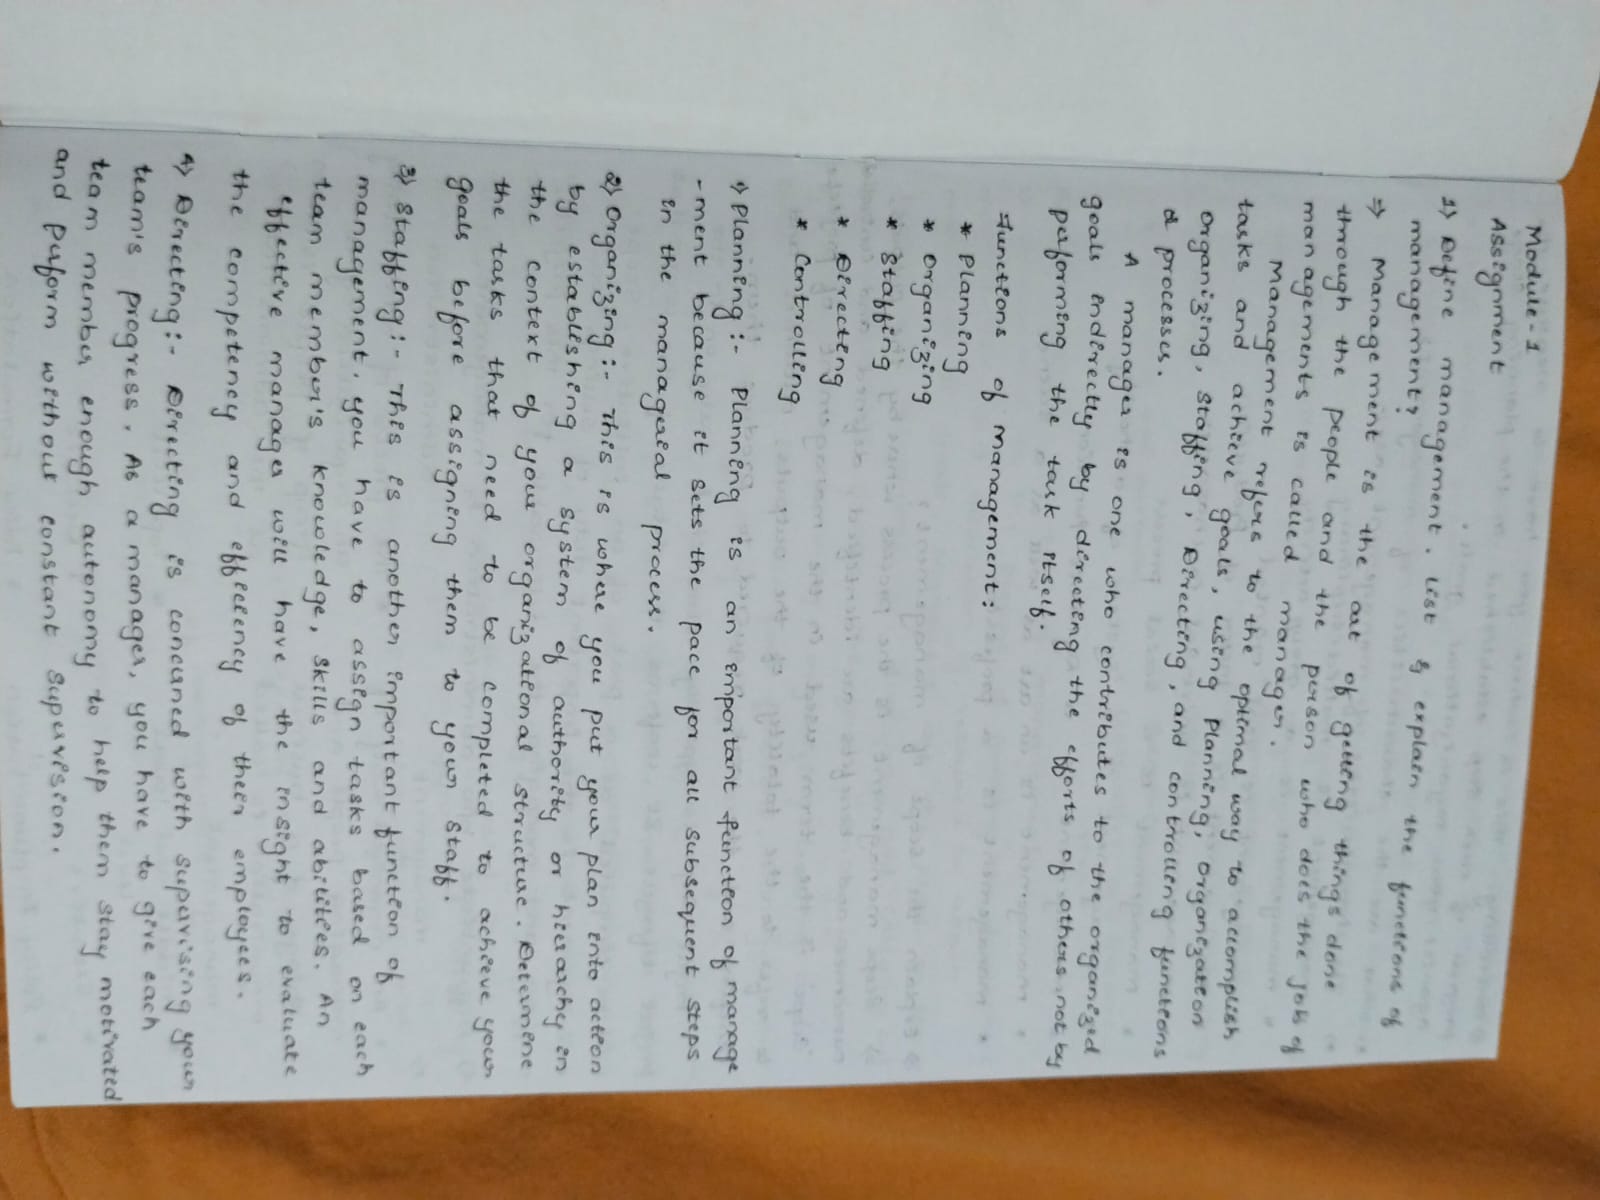 Module - 1
Assignment
1) Define management. List & explain the functions of
management?
⇒ Management is the art of getting things done
through the people and the person who does the job of
managements is called manager.
Management refers to the optimal way to accomplish
tasks and achieve goals, using Planning, Organization
Organizing, Staffing, Directing, and controlling functions
& processes.
A manager is one who contributes to the organized
goals indirectly by directing the efforts of others not by
performing the task itself.
Functions of management:
* Planning
* Organizing
* Staffing
* Directing
* Controlling
1) Planning :- Planning is an important function of manage
-ment because it sets the pace for all subsequent steps
in the managerial process.
2) Organizing :- This is where you put your plan into action
by establishing a system of authority or hierarchy in
the context of your organizational structure. Determine
the tasks that need to be completed to achieve your
goals before assigning them to your staff.
3) Staffing :- This is another important function of
management. you have to assign tasks based on each
team member's knowledge, skills and abilities. An
effective manager will have the insight to evaluate
the competency and efficiency of their employees.
4) Directing :- Directing is concerned with supervising your
team's progress. As a manager, you have to give each
team member enough autonomy to help them stay motivated
and perform without constant supervision.